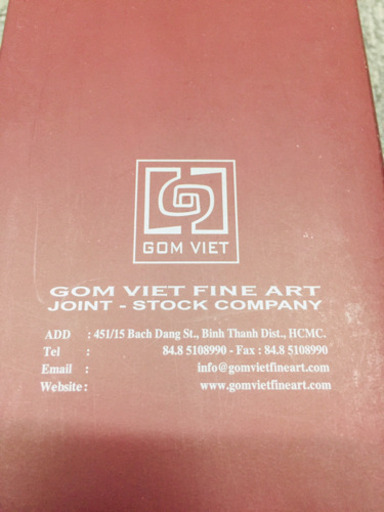 GOM VIET
GOM VIET FINE ART
JOINT - STOCK COMPANY
ADD : 451/15 Bach Dang St., Binh Thanh Dist., HCMC.
Tel : 84.8 5108990 - Fax : 84.8 5108990
Email : info@gomvietfineart.com
Website : www.gomvietfineart.com